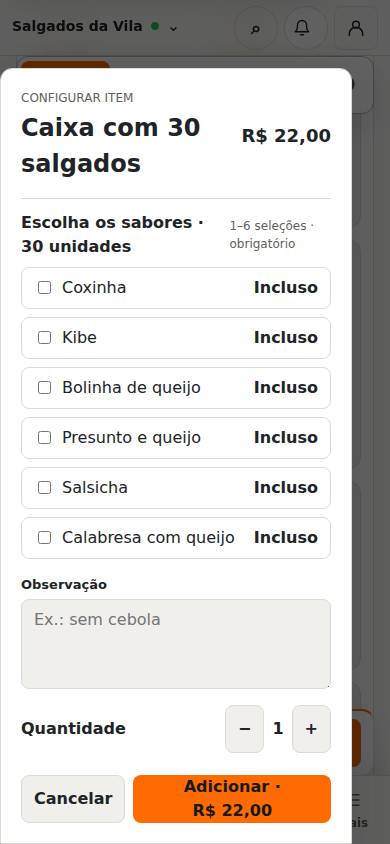 Salgados da Vila
CONFIGURAR ITEM
Caixa com 30
salgados
R$ 22,00
Escolha os sabores ·
30 unidades
1–6 seleções ·
obrigatório
Coxinha Incluso
Kibe Incluso
Bolinha de queijo Incluso
Presunto e queijo Incluso
Salsicha Incluso
Calabresa com queijo Incluso
Observação
Ex.: sem cebola
Quantidade − 1 +
Cancelar
Adicionar ·
R$ 22,00